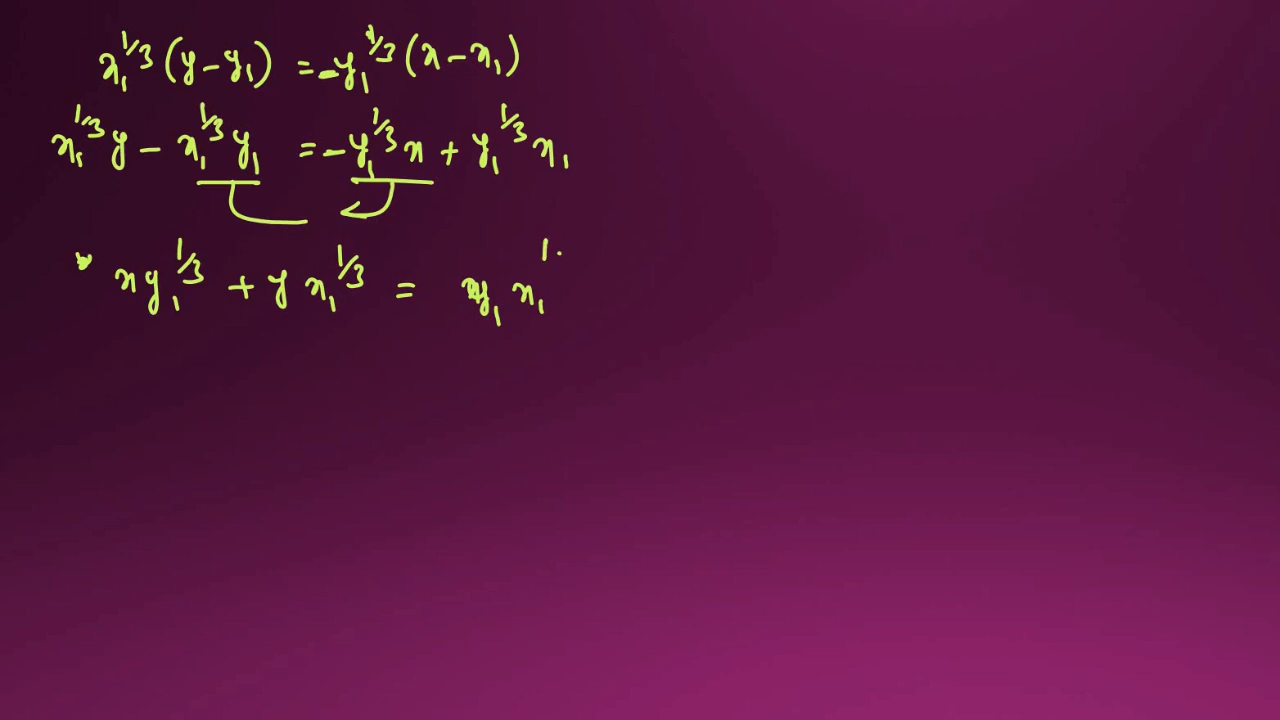 x₁^{1/3} (y - y₁) = -y₁^{1/3} (x - x₁)
x₁^{1/3} y - x₁^{1/3} y₁ = -y₁^{1/3} x + y₁^{1/3} x₁
x y₁^{1/3} + y x₁^{1/3} = y₁ x₁^{1